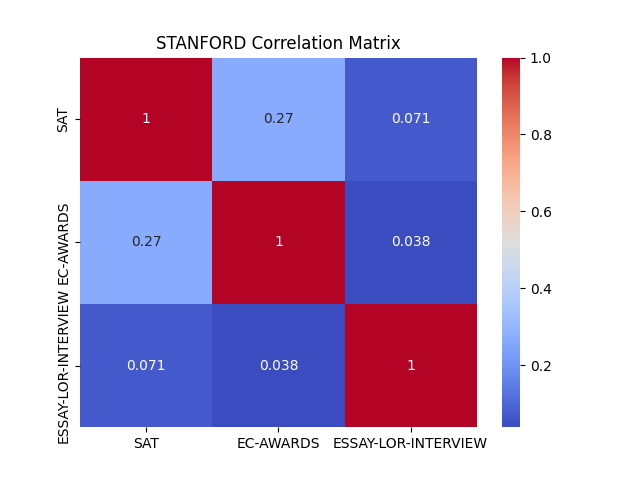 STANFORD Correlation Matrix
SAT
1
0.27
0.071
EC-AWARDS
0.27
1
0.038
ESSAY-LOR-INTERVIEW
0.071
0.038
1
SAT
EC-AWARDS
ESSAY-LOR-INTERVIEW
1.0
0.8
0.6
0.4
0.2